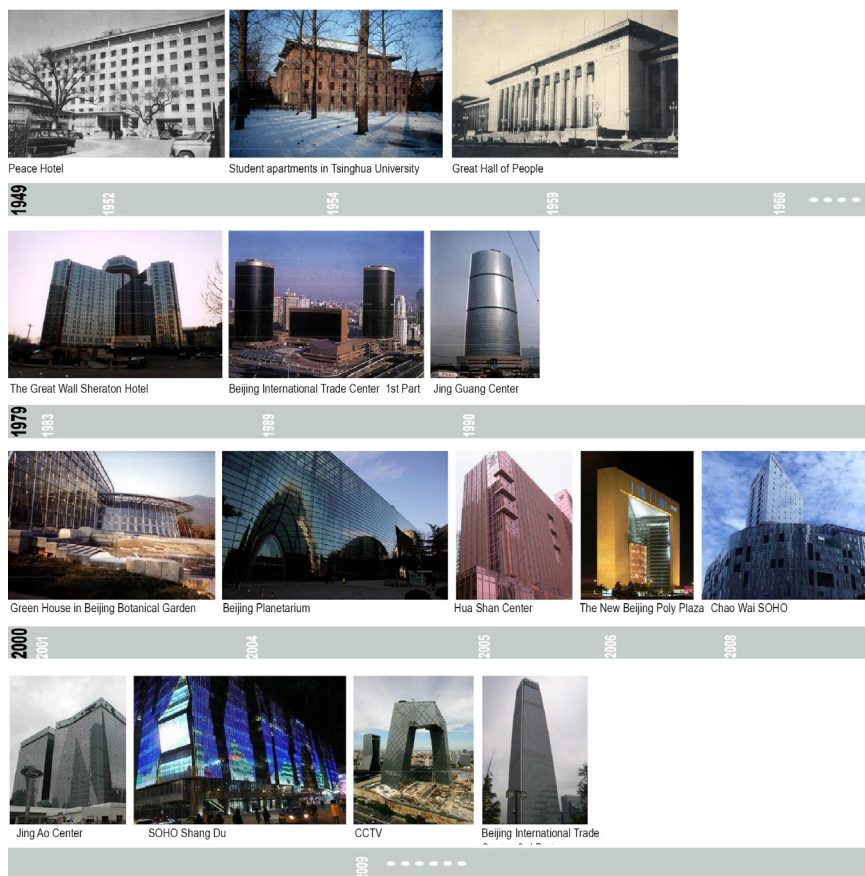 Peace Hotel
Student apartments in Tsinghua University
Great Hall of People
1949
1952
1954
1959
1966
The Great Wall Sheraton Hotel
Beijing International Trade Center 1st Part
Jing Guang Center
1979
1983
1989
1990
Green House in Beijing Botanical Garden
Beijing Planetarium
Hua Shan Center
The New Beijing Poly Plaza
Chao Wai SOHO
2000
2001
2004
2005
2006
2008
Jing Ao Center
SOHO Shang Du
CCTV
Beijing International Trade
2009